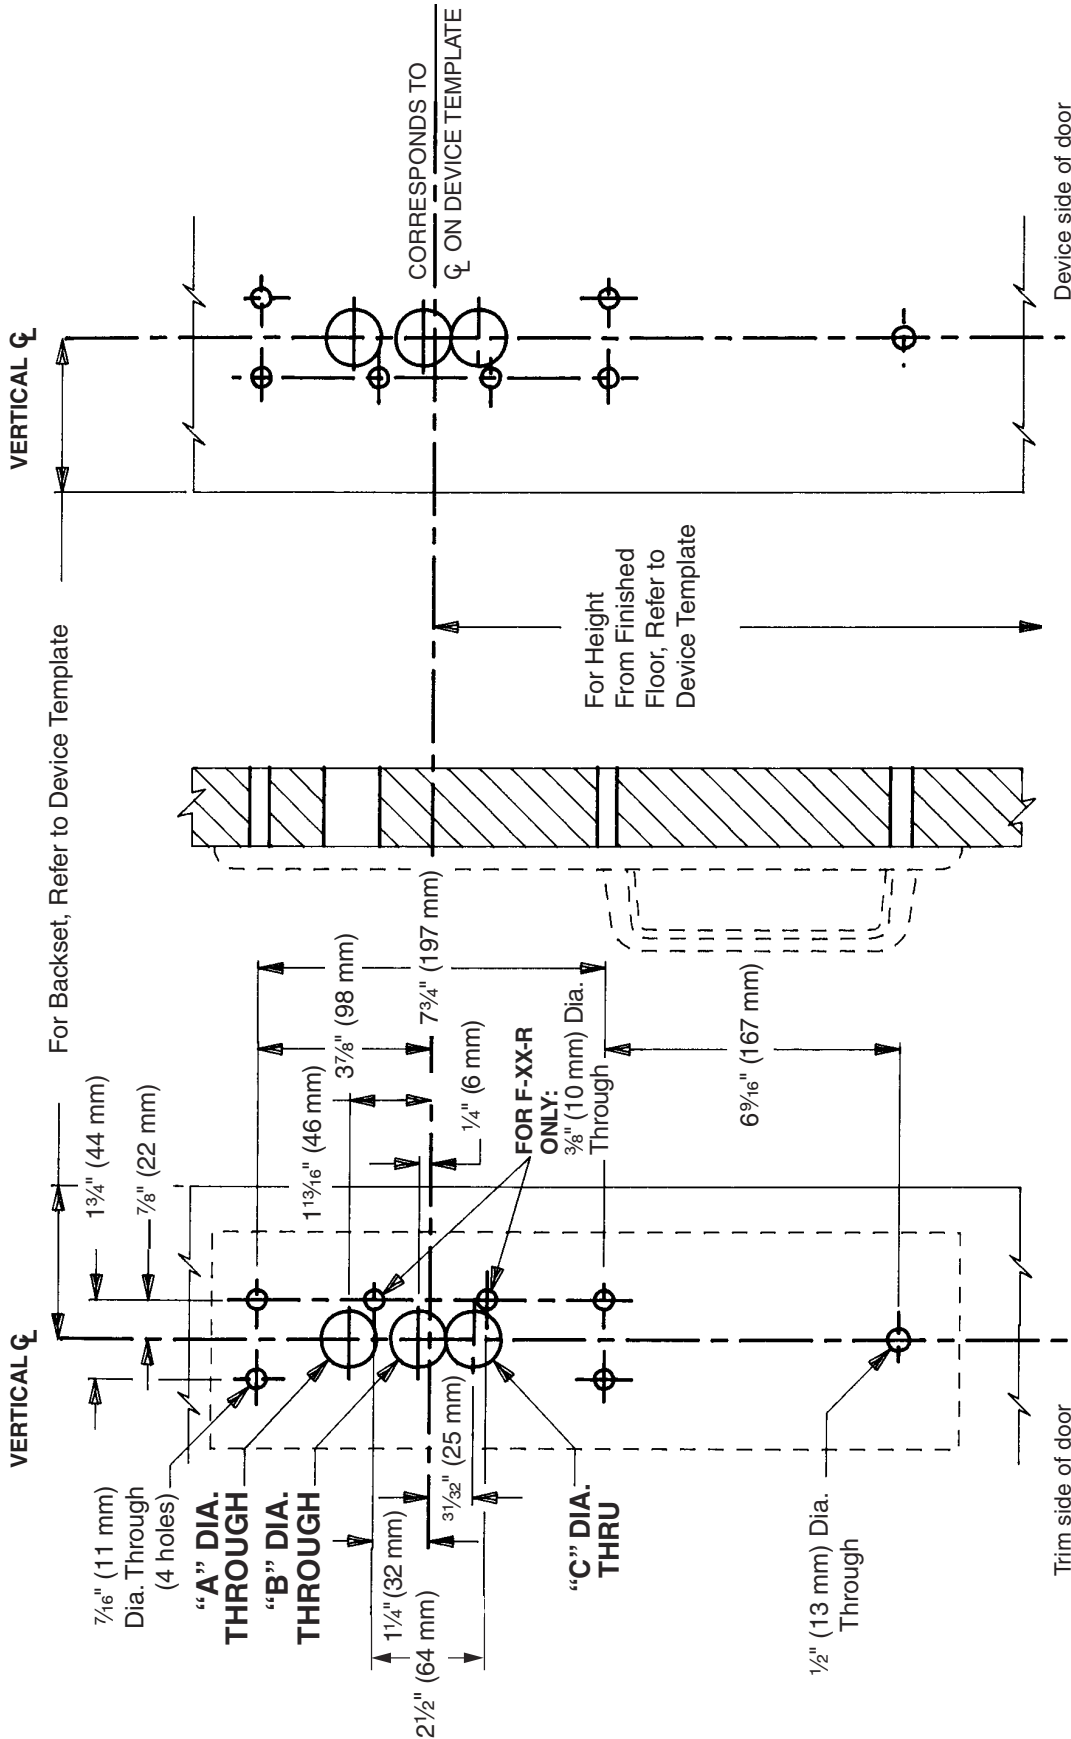 VERTICAL ℄
For Backset, Refer to Device Template
VERTICAL ℄
1¾" (44 mm)
⅞" (22 mm)
7⁄16" (11 mm)
Dia. Through
(4 holes)
“A” DIA.
THROUGH
“B” DIA.
THROUGH
1¼" (32 mm)
2½" (64 mm)
31⁄32" (25 mm)
“C” DIA.
THRU
½" (13 mm) Dia.
Through
1 13⁄16" (46 mm)
3⅞" (98 mm)
7¾" (197 mm)
¼" (6 mm)
FOR F-XX-R
ONLY:
⅜" (10 mm) Dia.
Through
6 9⁄16" (167 mm)
For Height
From Finished
Floor, Refer to
Device Template
CORRESPONDS TO
℄ ON DEVICE TEMPLATE
Trim side of door
Device side of door